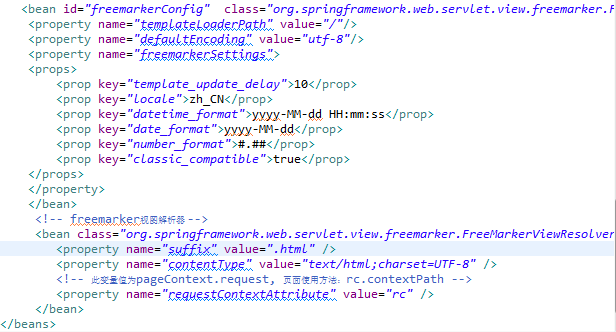 <bean id="freemarkerConfig"  class="org.springframework.web.servlet.view.freemarker.F
<property name="templateLoaderPath" value="/"/>
<property name="defaultEncoding" value="utf-8"/>
<property name="freemarkerSettings">
<props>
<prop key="template_update_delay">10</prop>
<prop key="locale">zh_CN</prop>
<prop key="datetime_format">yyyy-MM-dd HH:mm:ss</prop>
<prop key="date_format">yyyy-MM-dd</prop>
<prop key="number_format">#.##</prop>
<prop key="classic_compatible">true</prop>
</props>
</property>
</bean>
<!-- freemarker视图解析器 -->
<bean class="org.springframework.web.servlet.view.freemarker.FreeMarkerViewResolver
<property name="suffix" value=".html" />
<property name="contentType" value="text/html;charset=UTF-8" />
<!-- 此变量值为pageContext.request, 页面使用方法：rc.contextPath -->
<property name="requestContextAttribute" value="rc" />
</bean>
</beans>